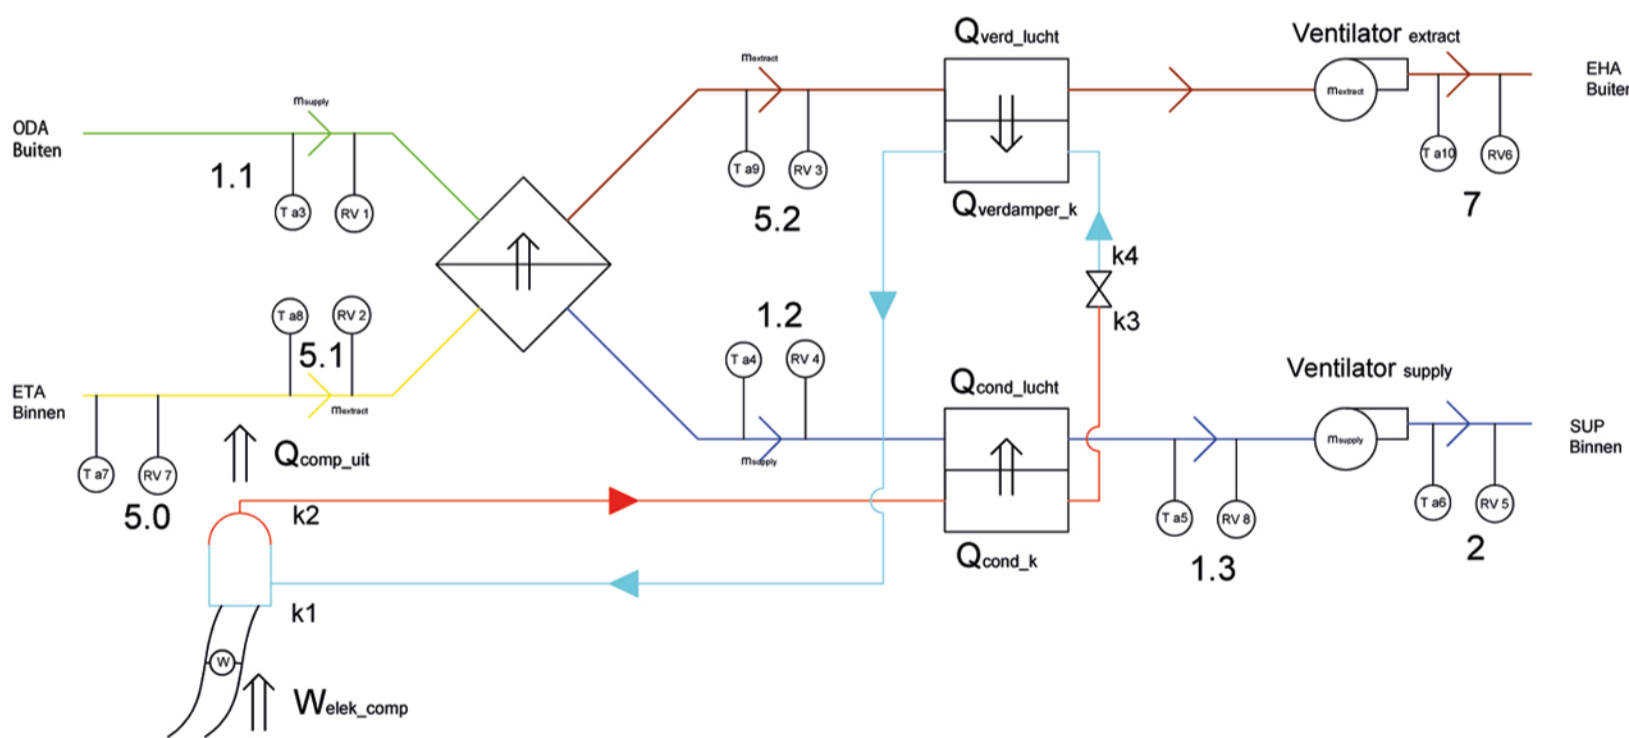 Qverd_lucht
Ventilator extract
mextract
EHA
Buiten
msupply
mextract
ODA
Buiten
1.1
T a3
RV 1
T a9
RV 3
5.2
Qverdamper_k
T a10
RV6
7
k4
k3
T a8
RV 2
5.1
1.2
T a4
RV 4
ETA
Binnen
mextract
Qcond_lucht
Ventilator supply
SUP
Binnen
msupply
msupply
T a7
RV 7
5.0
Qcomp_uit
k2
Qcond_k
T a5
RV 8
1.3
T a6
RV 5
2
k1
W
Welek_comp